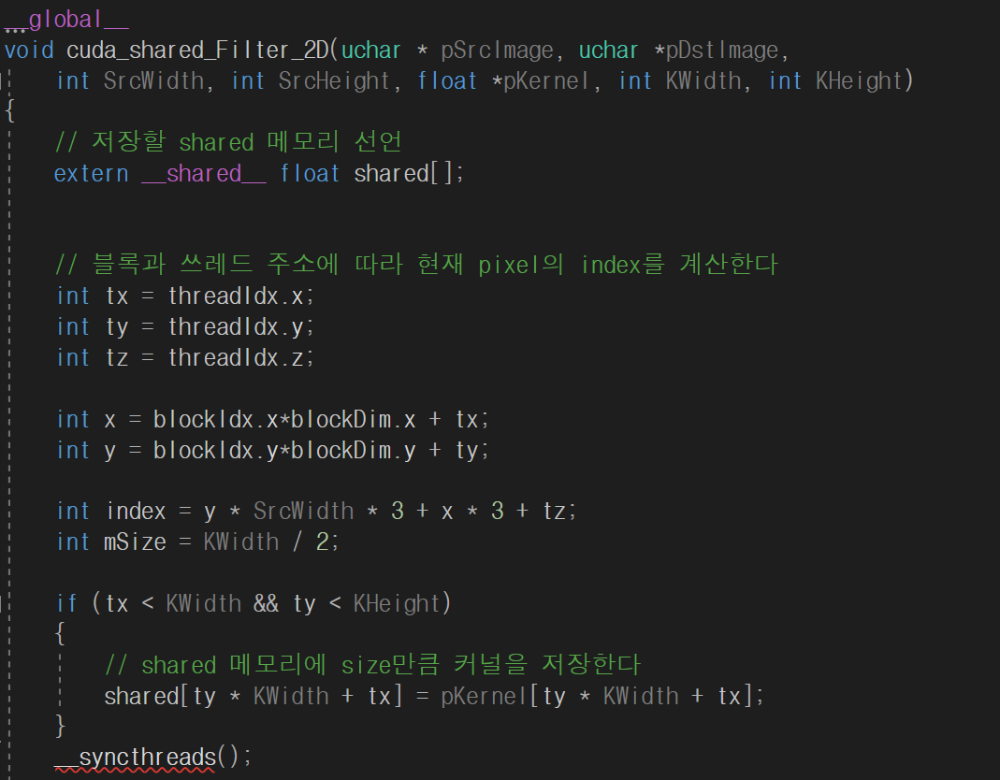 __global__
void cuda_shared_Filter_2D(uchar * pSrcImage, uchar *pDstImage,
int SrcWidth, int SrcHeight, float *pKernel, int KWidth, int KHeight)
{
// 저장할 shared 메모리 선언
extern __shared__ float shared[];
// 블록과 쓰레드 주소에 따라 현재 pixel의 index를 계산한다
int tx = threadIdx.x;
int ty = threadIdx.y;
int tz = threadIdx.z;
int x = blockIdx.x*blockDim.x + tx;
int y = blockIdx.y*blockDim.y + ty;
int index = y * SrcWidth * 3 + x * 3 + tz;
int mSize = KWidth / 2;
if (tx < KWidth && ty < KHeight)
{
// shared 메모리에 size만큼 커널을 저장한다
shared[ty * KWidth + tx] = pKernel[ty * KWidth + tx];
}
__syncthreads();